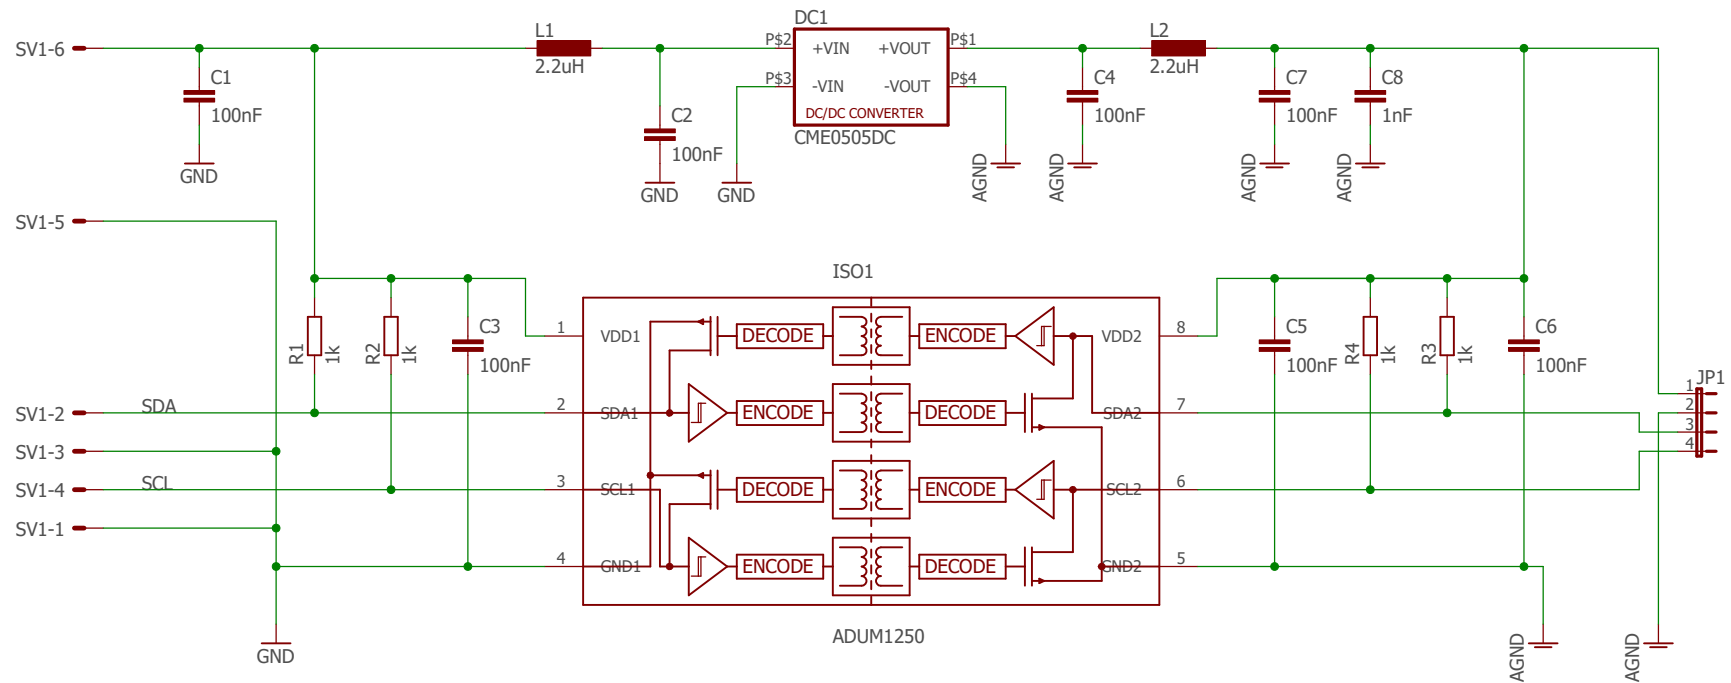 DC1
SV1-6
L1
2.2uH
P$2
+VIN
+VOUT
P$1
L2
2.2uH
C1
100nF
P$3
-VIN
-VOUT
P$4
C4
100nF
C7
100nF
C8
1nF
DC/DC CONVERTER
CME0505DC
C2
100nF
GND
GND
GND
AGND
AGND
AGND
AGND
SV1-5
ISO1
R1
1k
R2
1k
C3
100nF
1
VDD1
DECODE
ENCODE
VDD2
8
C5
100nF
R4
1k
R3
1k
C6
100nF
JP1
1
2
3
4
SV1-2
SDA
2
SDA1
ENCODE
DECODE
SDA2
7
SV1-3
SV1-4
SCL
3
SCL1
DECODE
ENCODE
SCL2
6
SV1-1
4
GND1
ENCODE
DECODE
GND2
5
GND
ADUM1250
AGND
AGND